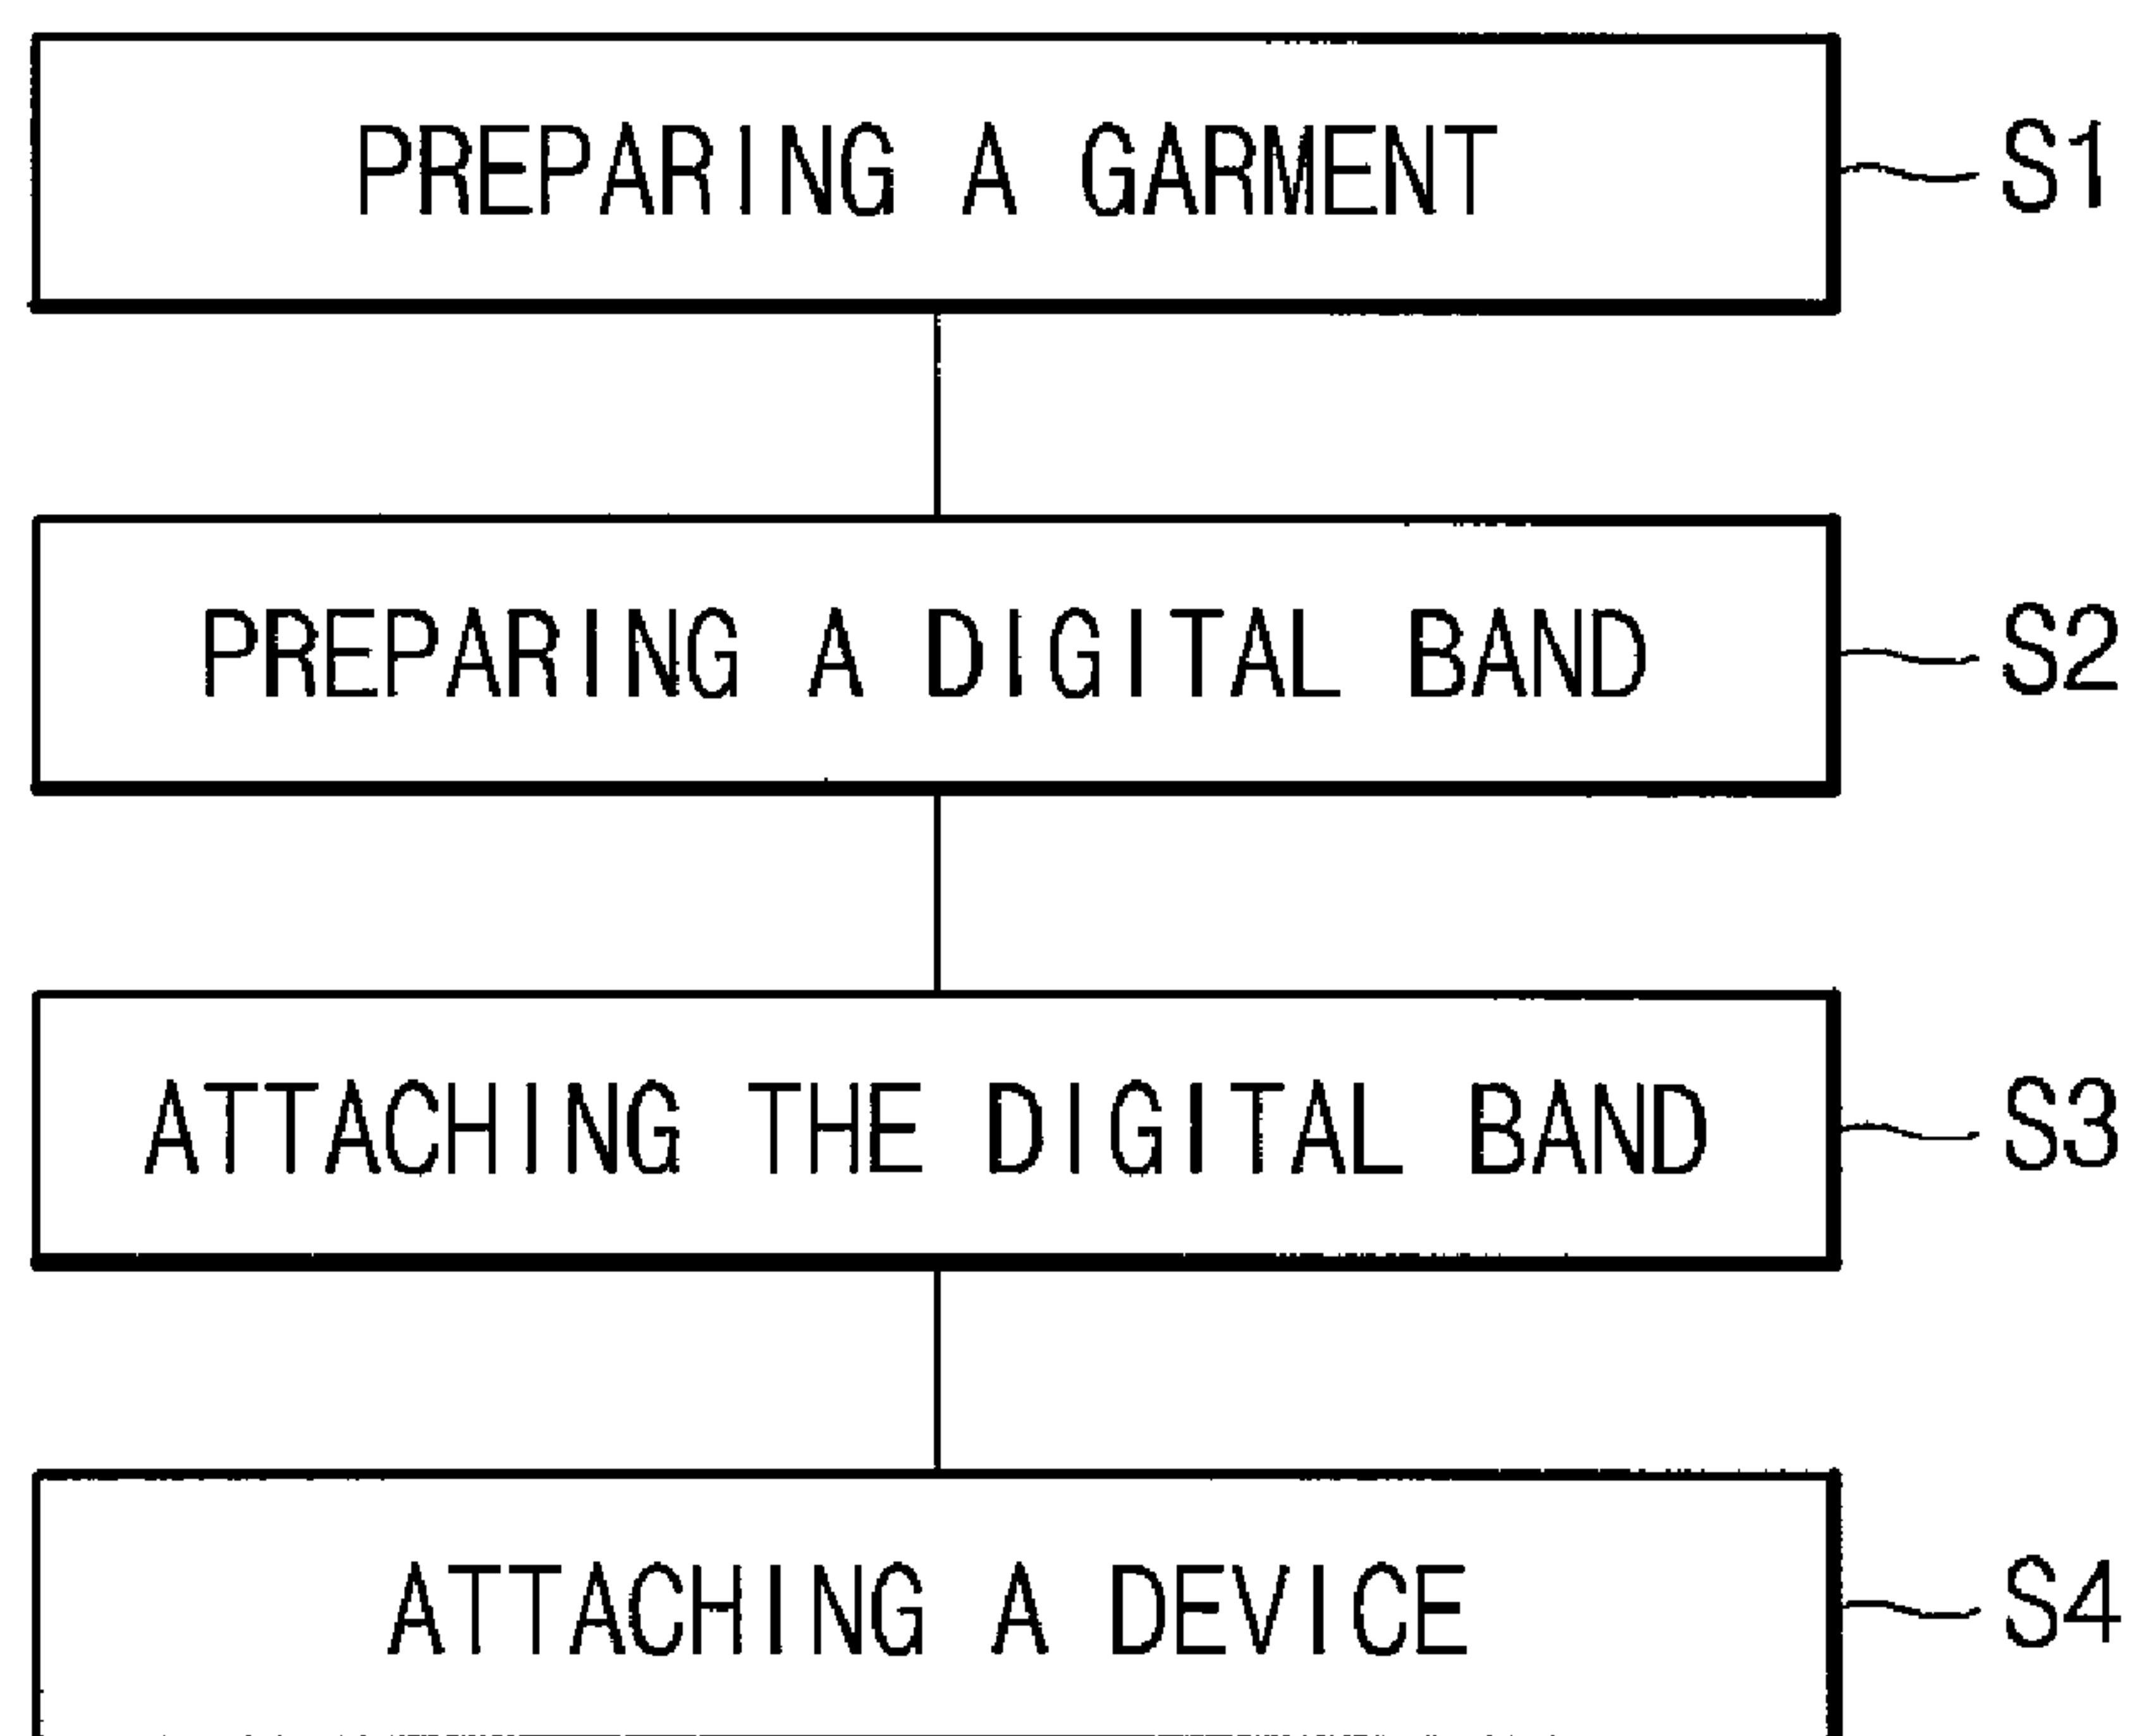 PREPARING A GARMENT S1
PREPARING A DIGITAL BAND S2
ATTACHING THE DIGITAL BAND S3
ATTACHING A DEVICE S4